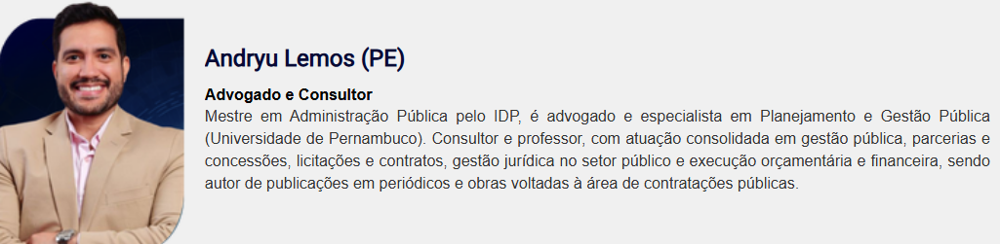 Andryu Lemos (PE)
Advogado e Consultor
Mestre em Administração Pública pelo IDP, é advogado e especialista em Planejamento e Gestão Pública
(Universidade de Pernambuco). Consultor e professor, com atuação consolidada em gestão pública, parcerias e
concessões, licitações e contratos, gestão jurídica no setor público e execução orçamentária e financeira, sendo
autor de publicações em periódicos e obras voltadas à área de contratações públicas.